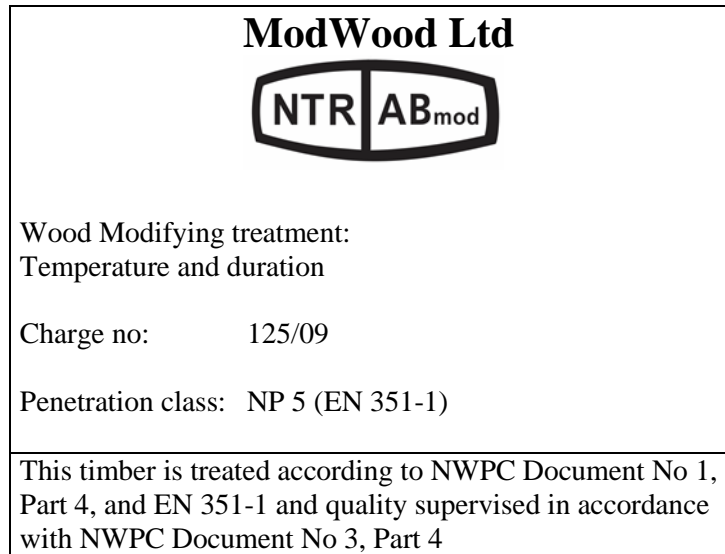 ModWood Ltd
NTR ABmod
Wood Modifying treatment:
Temperature and duration
Charge no: 125/09
Penetration class: NP 5 (EN 351-1)
This timber is treated according to NWPC Document No 1,
Part 4, and EN 351-1 and quality supervised in accordance
with NWPC Document No 3, Part 4